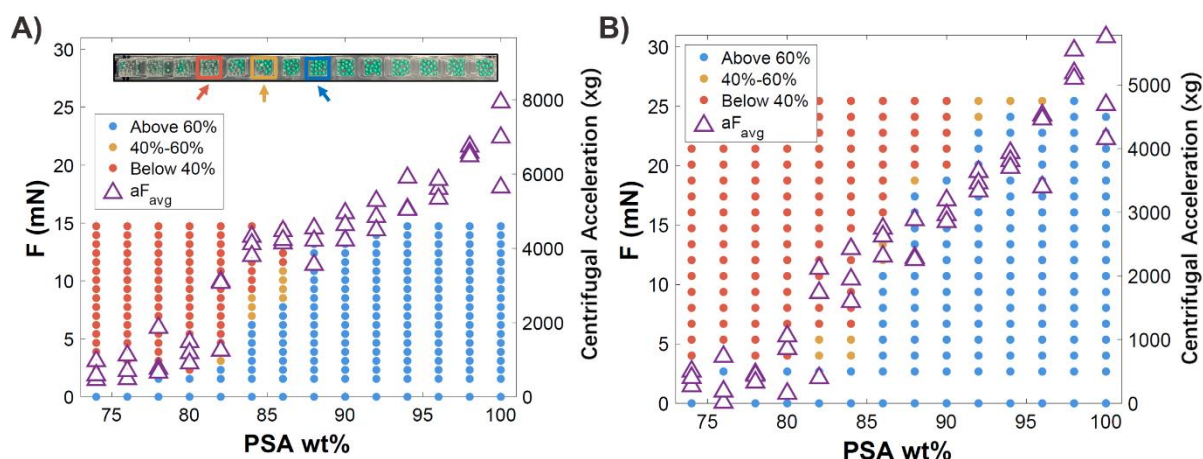 A)
30
25
20
15
10
5
0
F (mN)
Above 60%
40%-60%
Below 40%
aF_avg
8000
6000
4000
2000
0
Centrifugal Acceleration (xg)
75 80 85 90 95 100
PSA wt%
B)
30
25
20
15
10
5
0
F (mN)
Above 60%
40%-60%
Below 40%
aF_avg
5000
4000
3000
2000
1000
0
Centrifugal Acceleration (xg)
75 80 85 90 95 100
PSA wt%